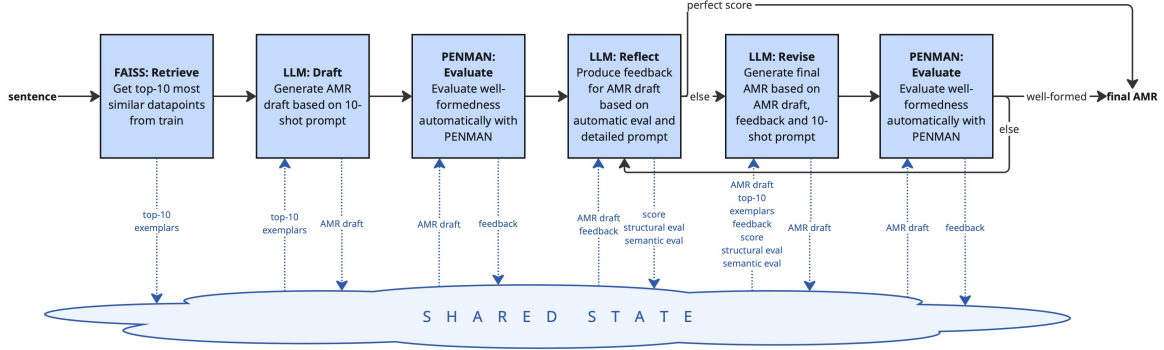 perfect score
sentence
FAISS: Retrieve
Get top-10 most
similar datapoints
from train
LLM: Draft
Generate AMR
draft based on 10-
shot prompt
PENMAN:
Evaluate
Evaluate well-
formedness
automatically with
PENMAN
LLM: Reflect
Produce feedback
for AMR draft
based on
automatic eval and
detailed prompt
else
LLM: Revise
Generate final
AMR based on
AMR draft,
feedback and 10-
shot prompt
PENMAN:
Evaluate
Evaluate well-
formedness
automatically with
PENMAN
well-formed
else
final AMR
top-10
exemplars
top-10
exemplars
AMR draft
AMR draft
feedback
AMR draft
feedback
score
structural eval
semantic eval
AMR draft
top-10
exemplars
feedback
score
structural eval
semantic eval
AMR draft
AMR draft
feedback
SHARED STATE